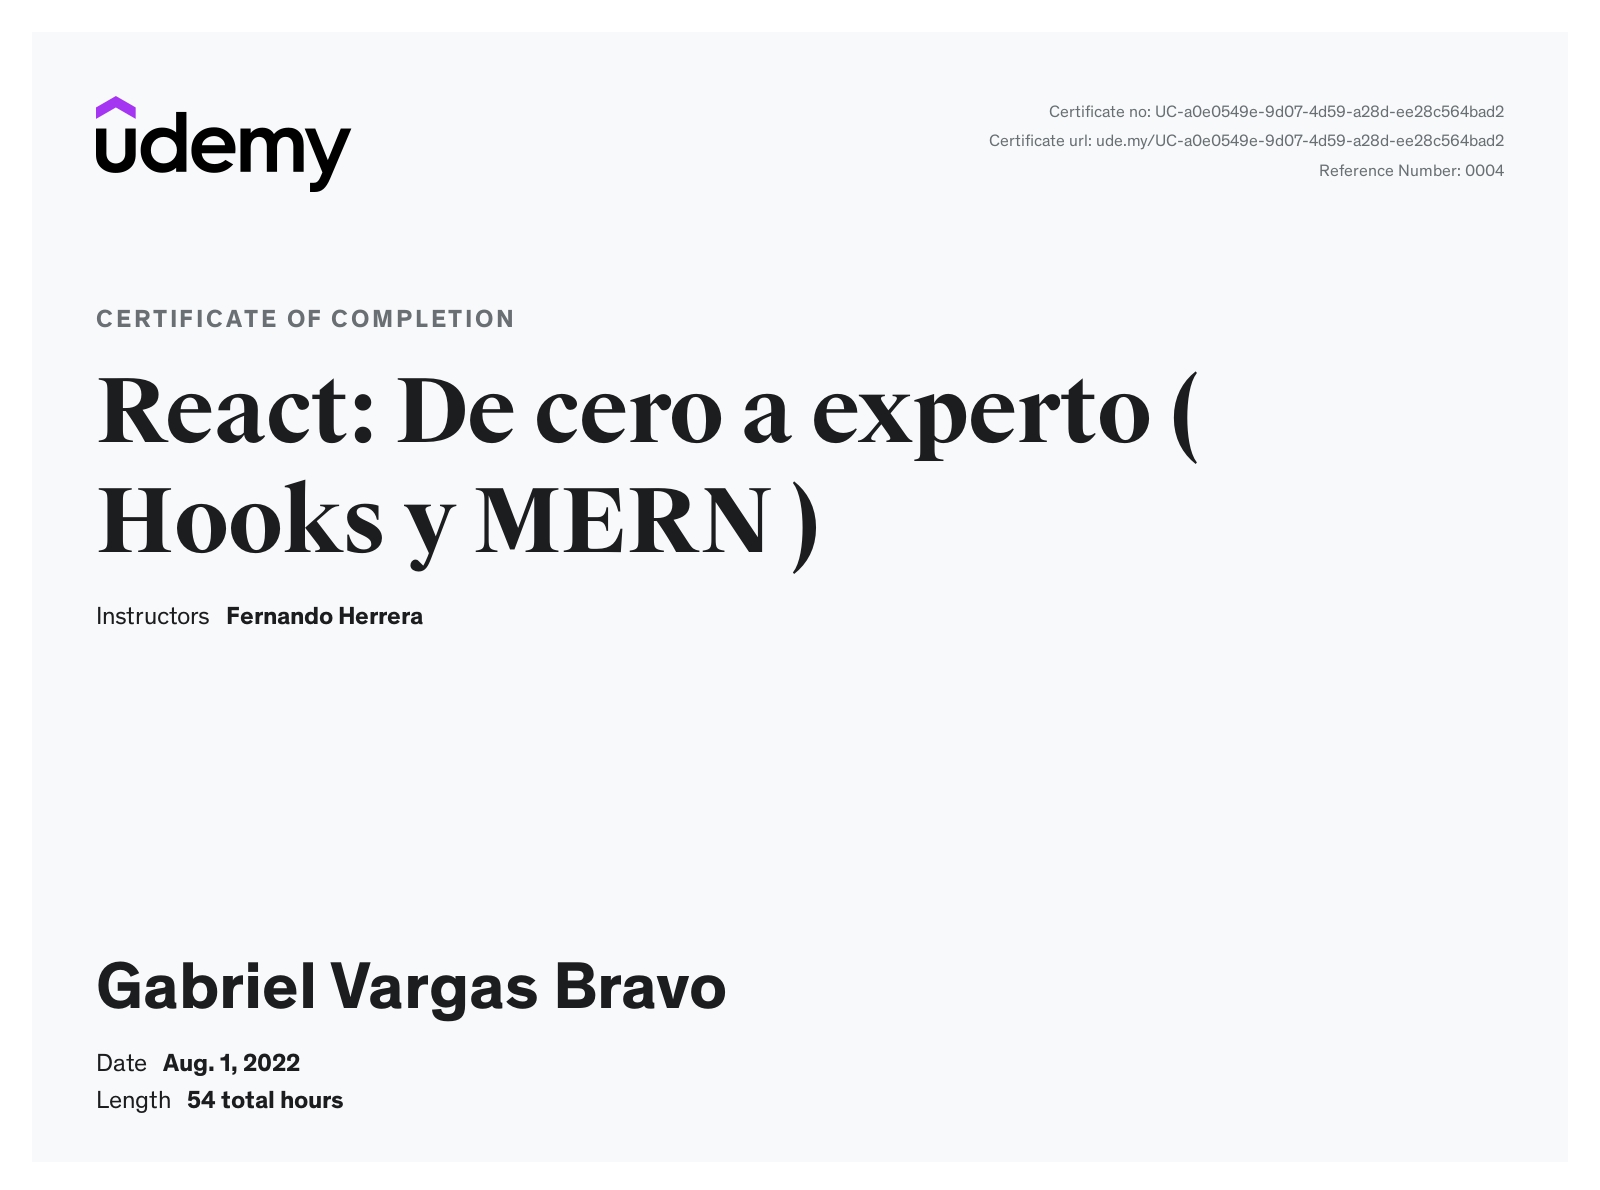 udemy
Certificate no: UC-a0e0549e-9d07-4d59-a28d-ee28c564bad2
Certificate url: ude.my/UC-a0e0549e-9d07-4d59-a28d-ee28c564bad2
Reference Number: 0004
CERTIFICATE OF COMPLETION
React: De cero a experto (
Hooks y MERN )
Instructors Fernando Herrera
Gabriel Vargas Bravo
Date Aug. 1, 2022
Length 54 total hours